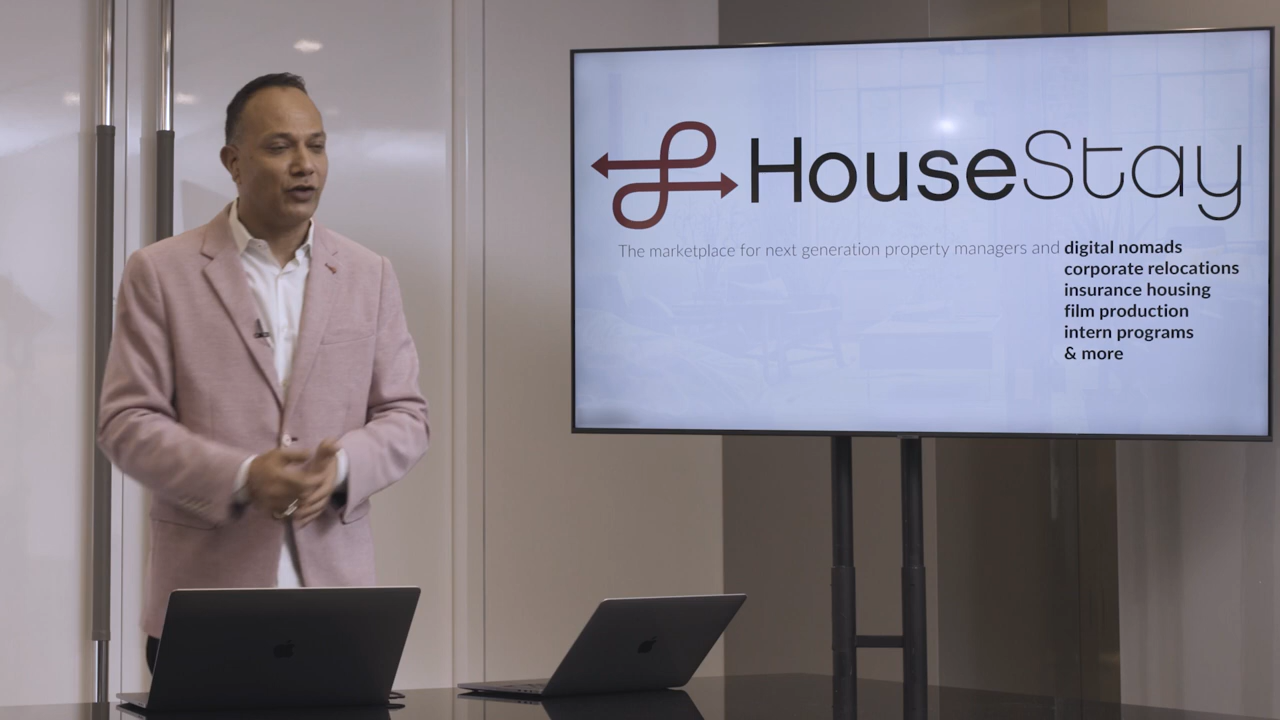 HouseStay
The marketplace for next generation property managers and digital nomads
corporate relocations
insurance housing
film production
intern programs
& more